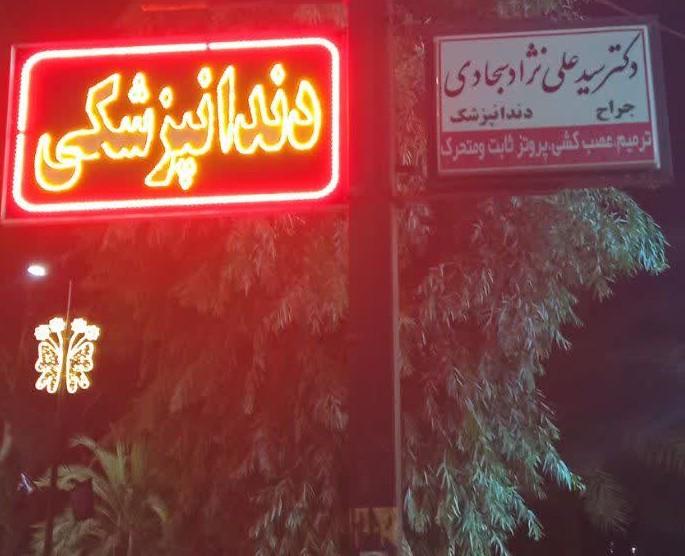 دندانپزشکی
دکتر سید علی نژاد سجادی
جراح دندانپزشک
ترمیم، عصب کشی، پروتز ثابت و متحرک